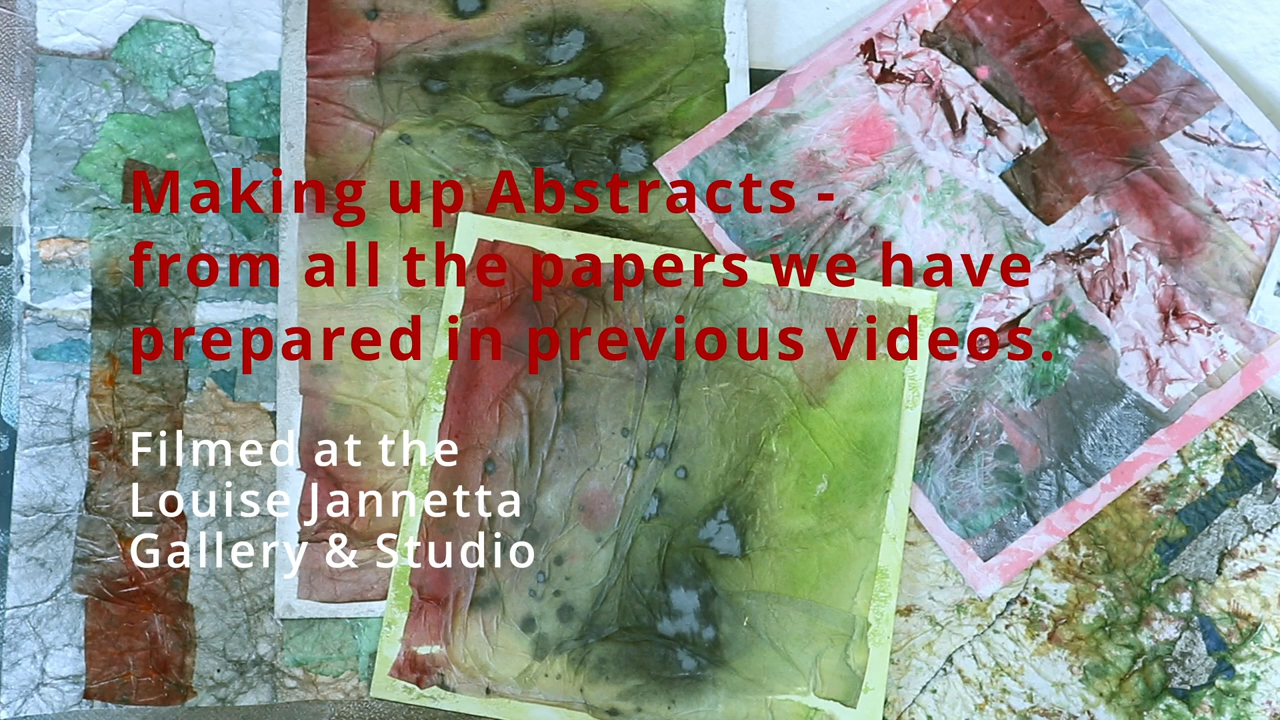 Making up Abstracts -
from all the papers we have
prepared in previous videos.
Filmed at the
Louise Jannetta
Gallery & Studio